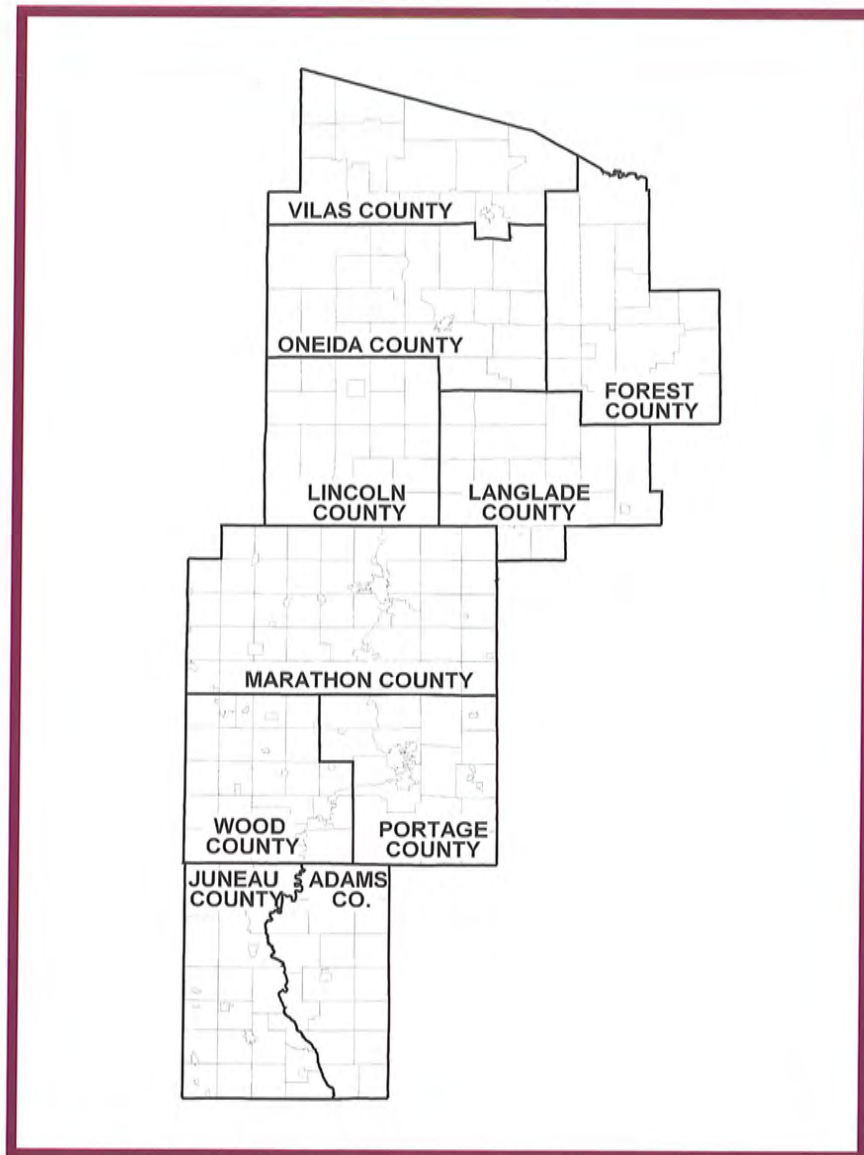 VILAS COUNTY
ONEIDA COUNTY
FOREST
COUNTY
LINCOLN
COUNTY
LANGLADE
COUNTY
MARATHON COUNTY
WOOD
COUNTY
PORTAGE
COUNTY
JUNEAU
COUNTY
ADAMS
CO.